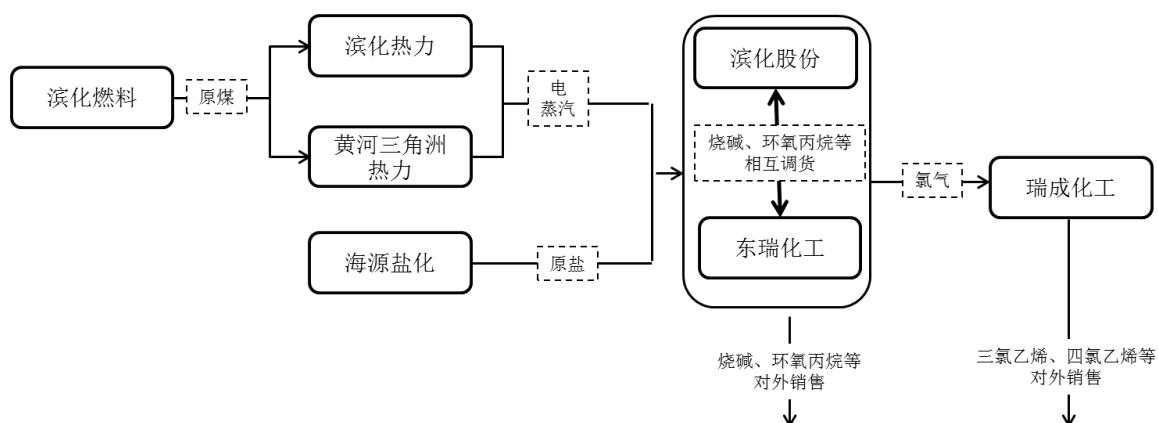 滨化燃料
原煤
滨化热力
黄河三角洲
热力
电
蒸汽
海源盐化
原盐
滨化股份
烧碱、环氧丙烷等
相互调货
东瑞化工
氯气
瑞成化工
烧碱、环氧丙烷等
对外销售
三氯乙烯、四氯乙烯等
对外销售